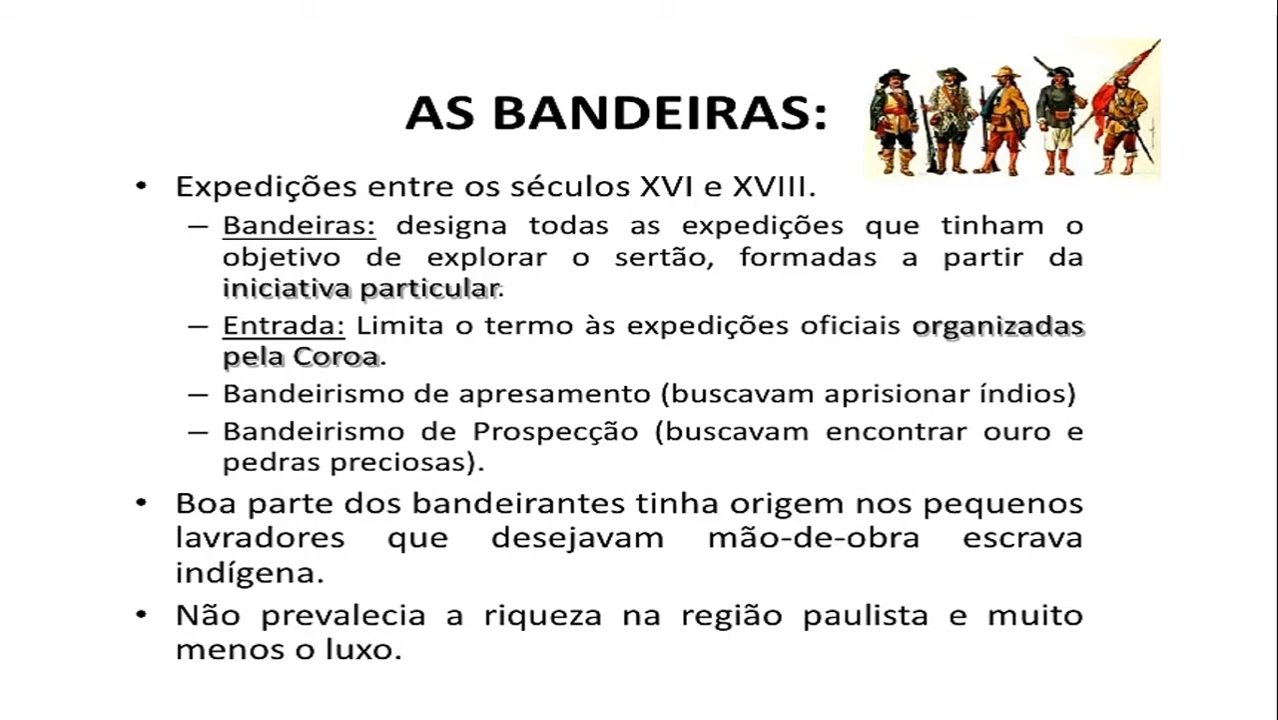 AS BANDEIRAS:
• Expedições entre os séculos XVI e XVIII.
– Bandeiras: designa todas as expedições que tinham o
objetivo de explorar o sertão, formadas a partir da
iniciativa particular.
– Entrada: Limita o termo às expedições oficiais organizadas
pela Coroa.
– Bandeirismo de apresamento (buscavam aprisionar índios)
– Bandeirismo de Prospecção (buscavam encontrar ouro e
pedras preciosas).
• Boa parte dos bandeirantes tinha origem nos pequenos
lavradores que desejavam mão-de-obra escrava
indígena.
• Não prevalecia a riqueza na região paulista e muito
menos o luxo.